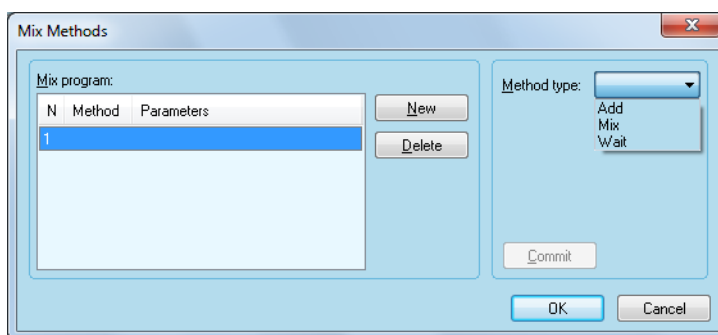 Mix Methods
Mix program:
N Method Parameters
1
New
Delete
Method type:
Add
Mix
Wait
Commit
OK Cancel